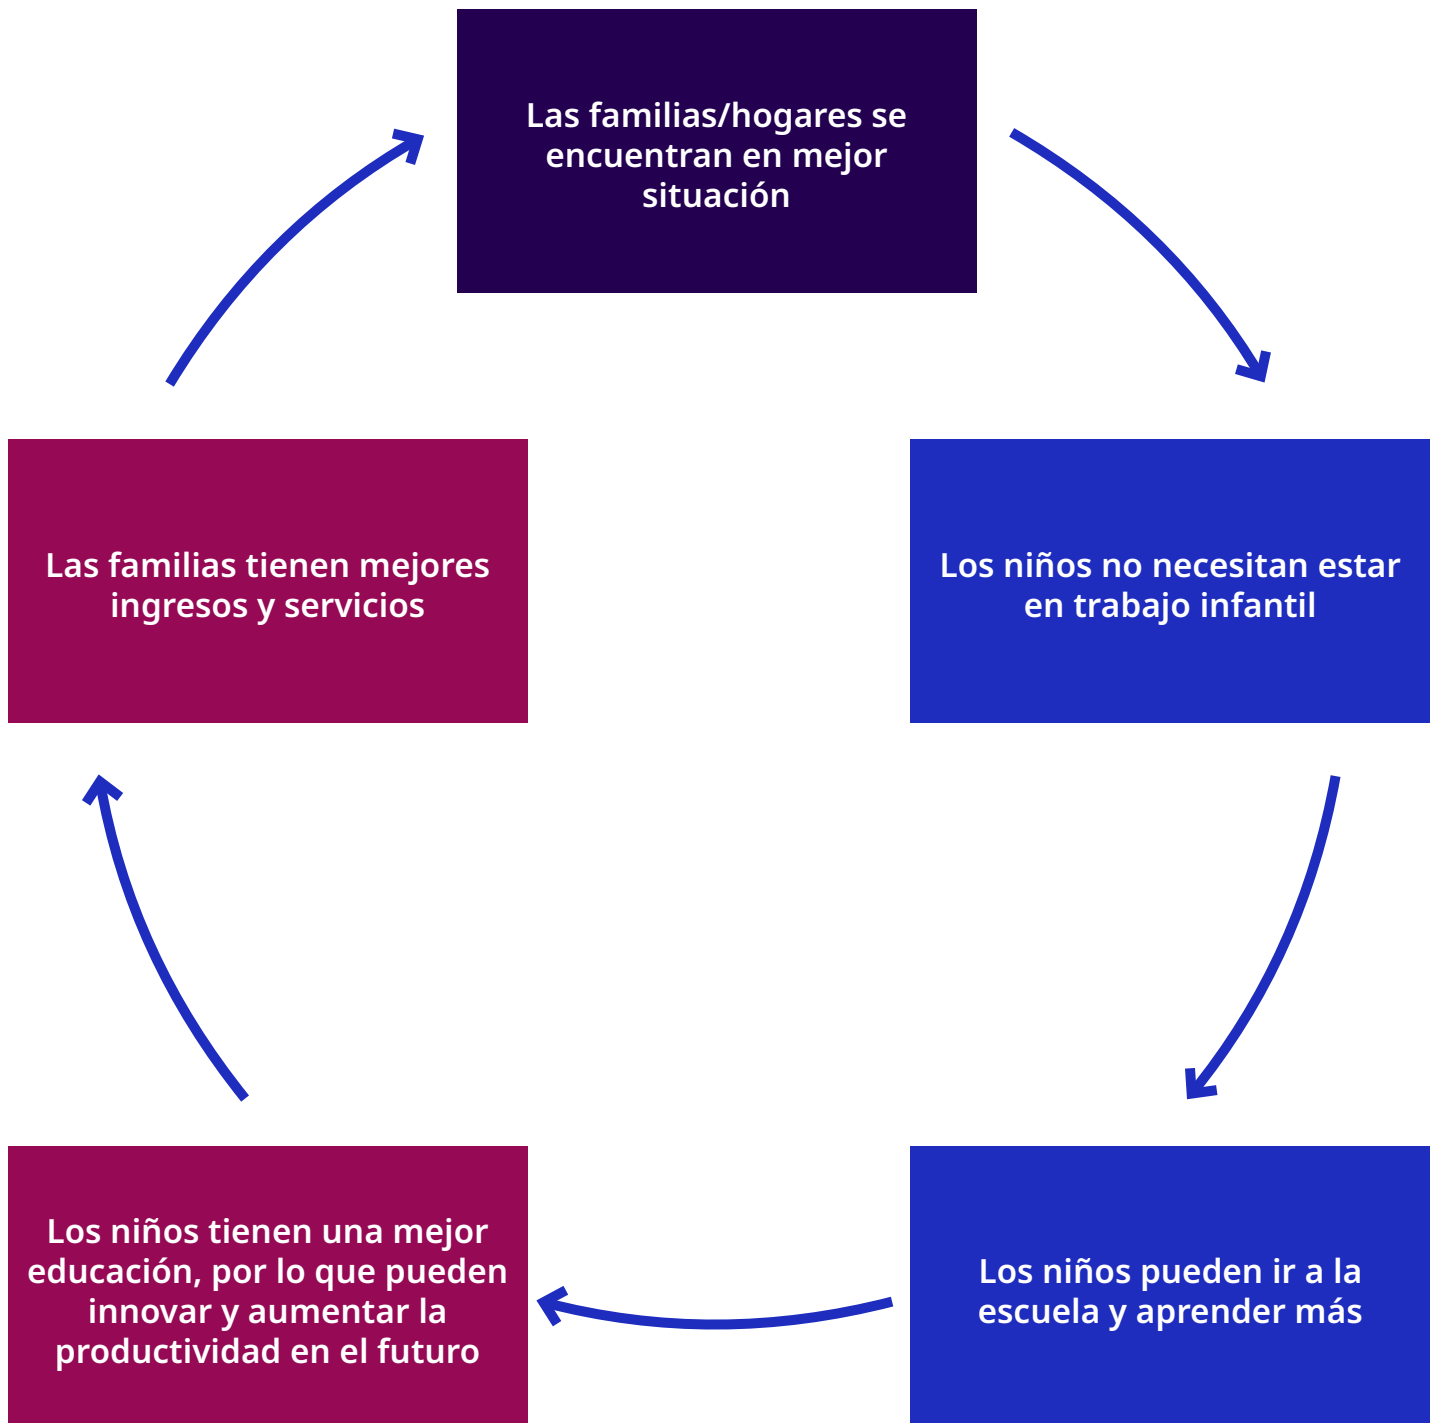 Las familias/hogares se
encuentran en mejor
situación
Los niños no necesitan estar
en trabajo infantil
Los niños pueden ir a la
escuela y aprender más
Los niños tienen una mejor
educación, por lo que pueden
innovar y aumentar la
productividad en el futuro
Las familias tienen mejores
ingresos y servicios